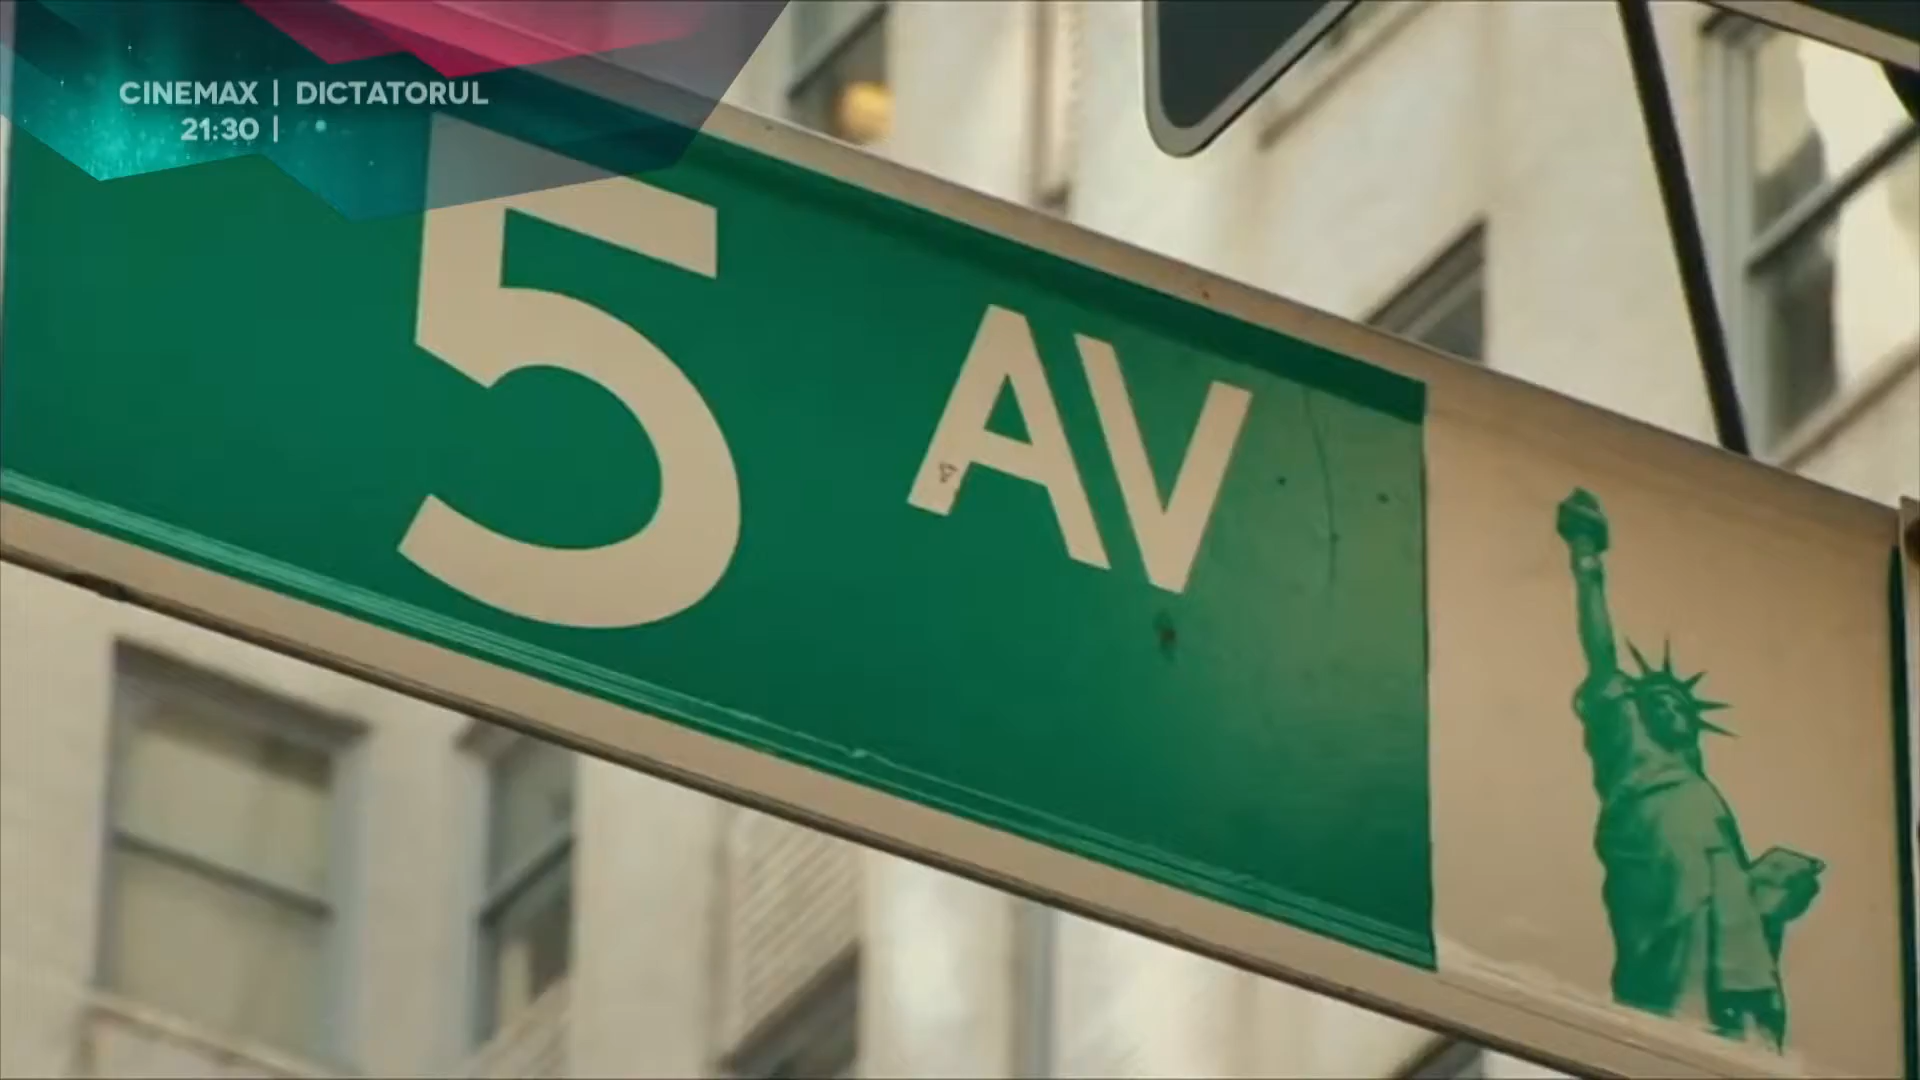 CINEMAX | DICTATORUL
21:30 |
5 AV